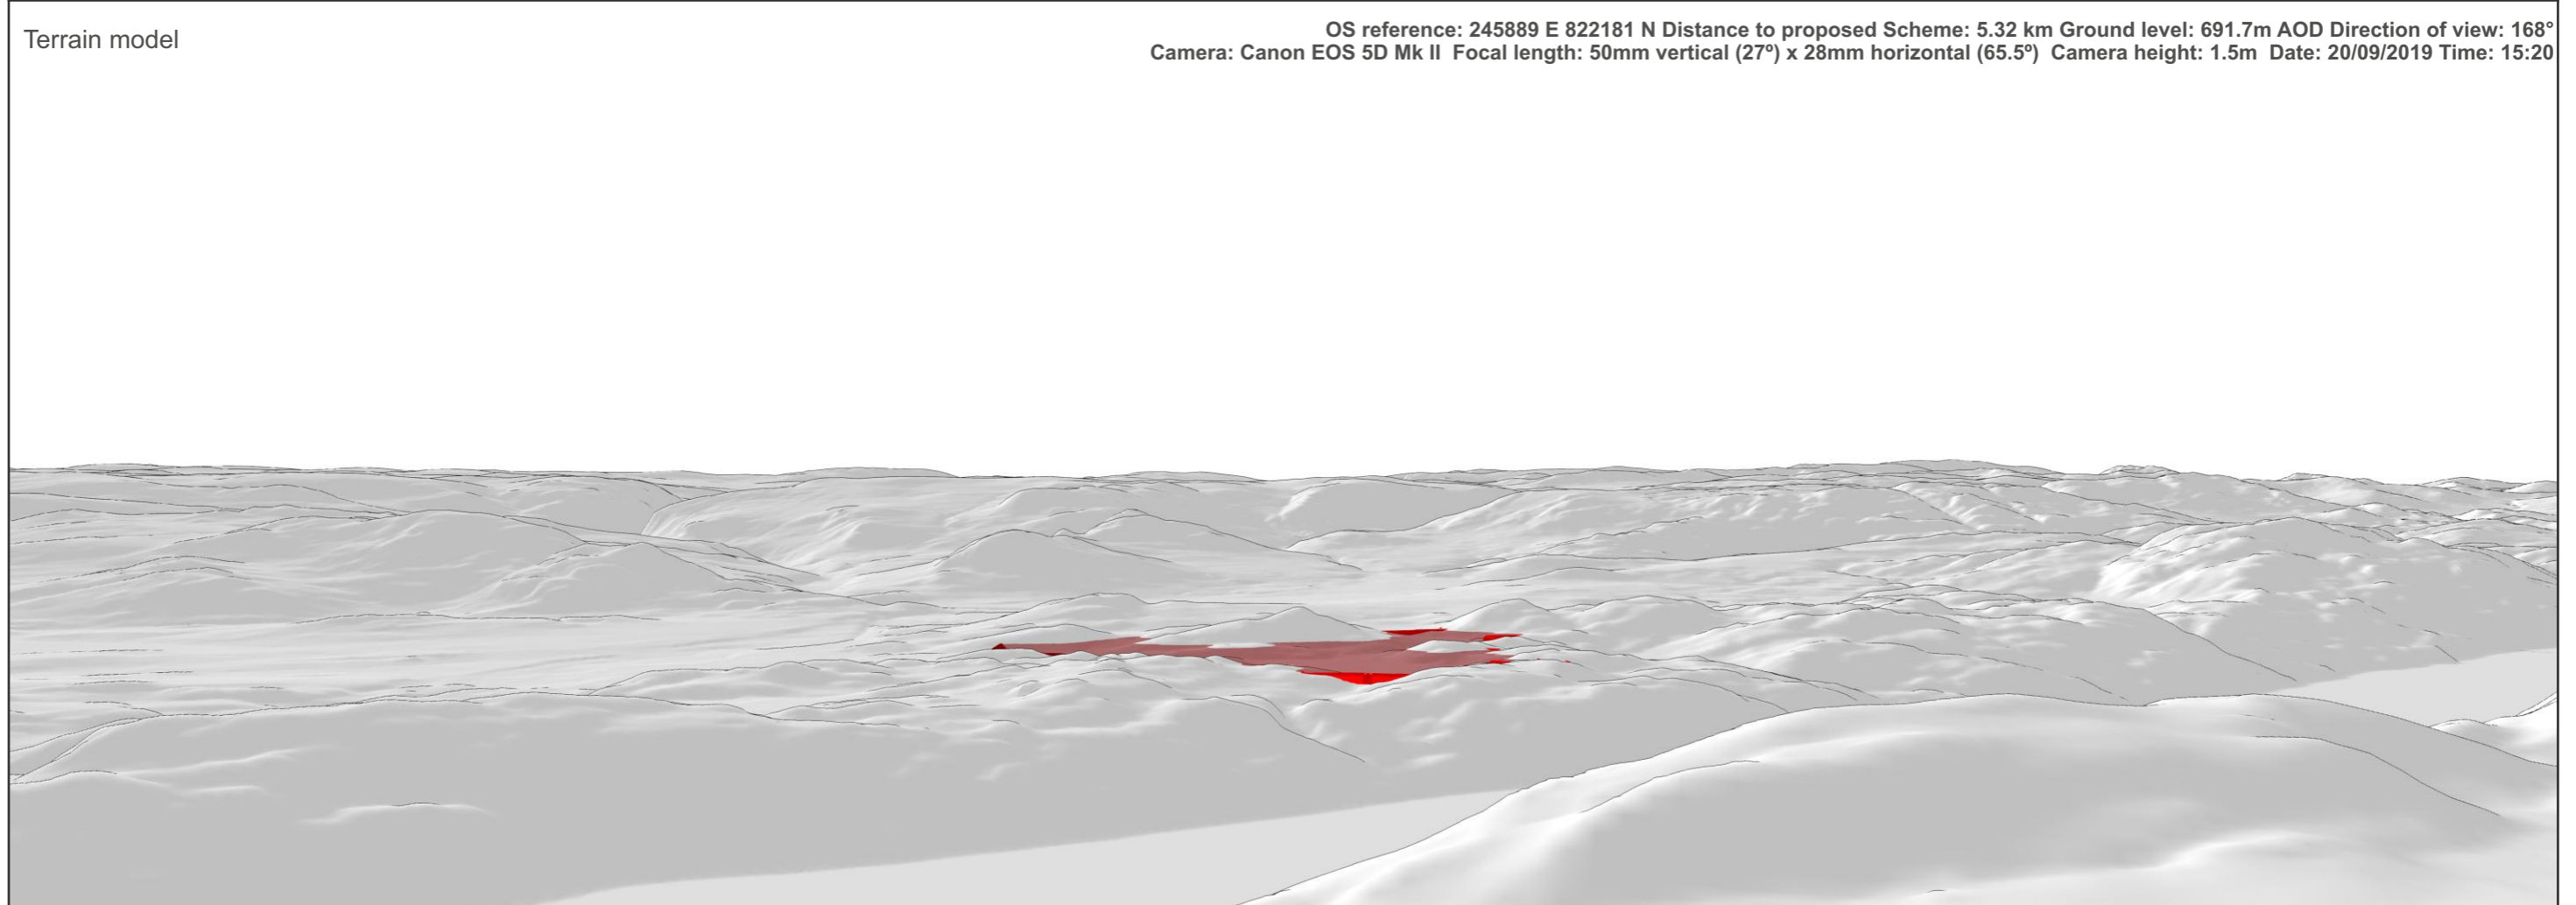 Terrain model
OS reference: 245889 E 822181 N Distance to proposed Scheme: 5.32 km Ground level: 691.7m AOD Direction of view: 168°
Camera: Canon EOS 5D Mk II  Focal length: 50mm vertical (27º) x 28mm horizontal (65.5º)  Camera height: 1.5m  Date: 20/09/2019 Time: 15:20